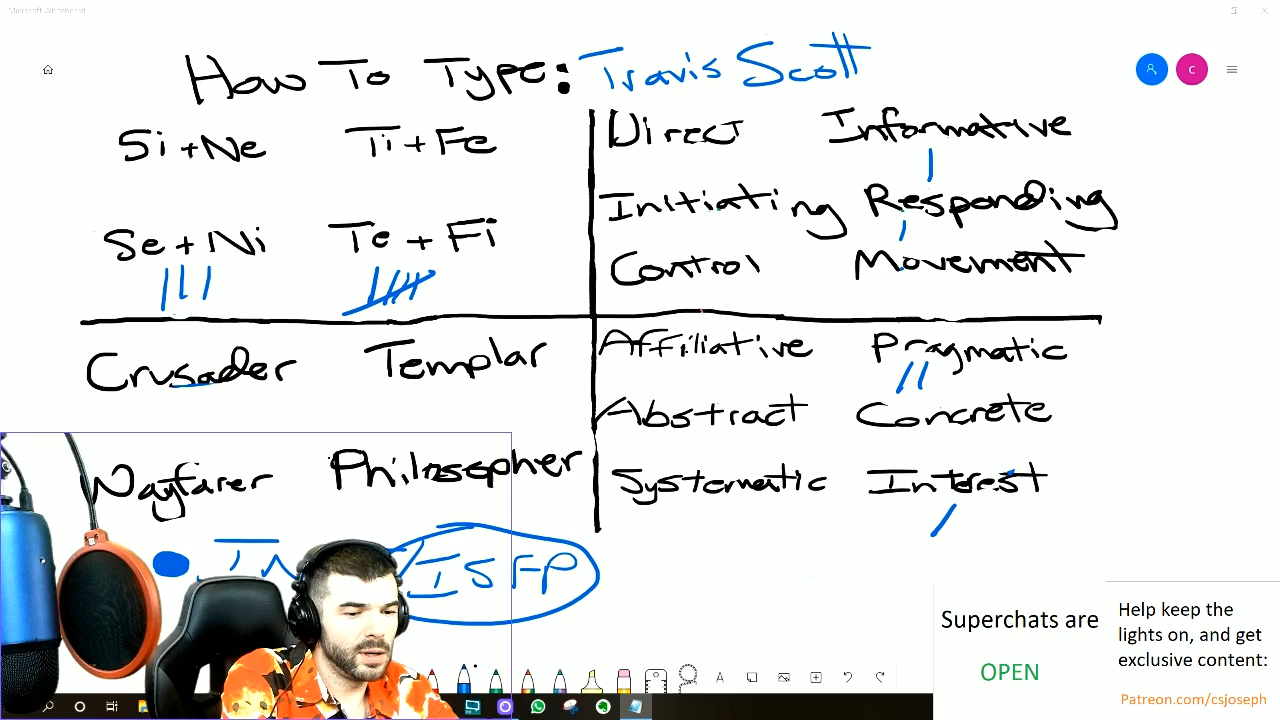 Microsoft Whiteboard
How To Type: Travis Scott
Si + Ne Ti + Fe
Se + Ni Te + Fi
Crusader Templar
Wayfarer Philosopher
ISFP
Direct Informative
Initiating Responding
Control Movement
Affiliative Pragmatic
Abstract Concrete
Systematic Interest
C
Superchats are
OPEN
Help keep the
lights on, and get
exclusive content:
Patreon.com/csjoseph